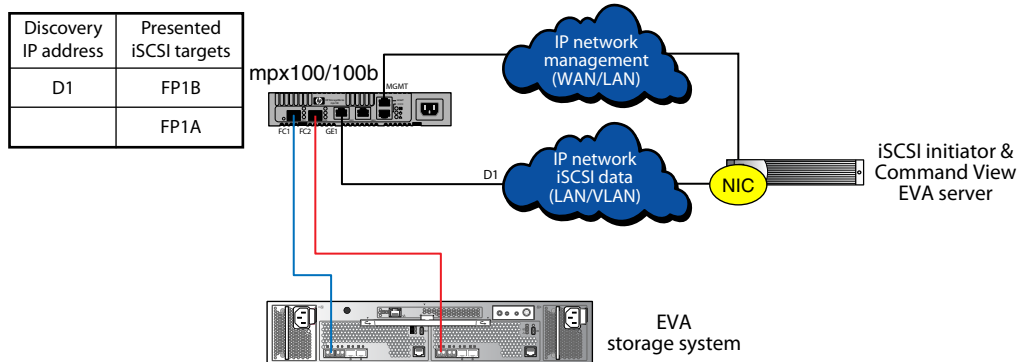 Discovery
IP address
Presented
iSCSI targets
D1
FP1B
FP1A
mpx100/100b
MGMT
FC1
FC2
GE1
IP network
management
(WAN/LAN)
D1
IP network
iSCSI data
(LAN/VLAN)
NIC
iSCSI initiator &
Command View
EVA server
EVA
storage system